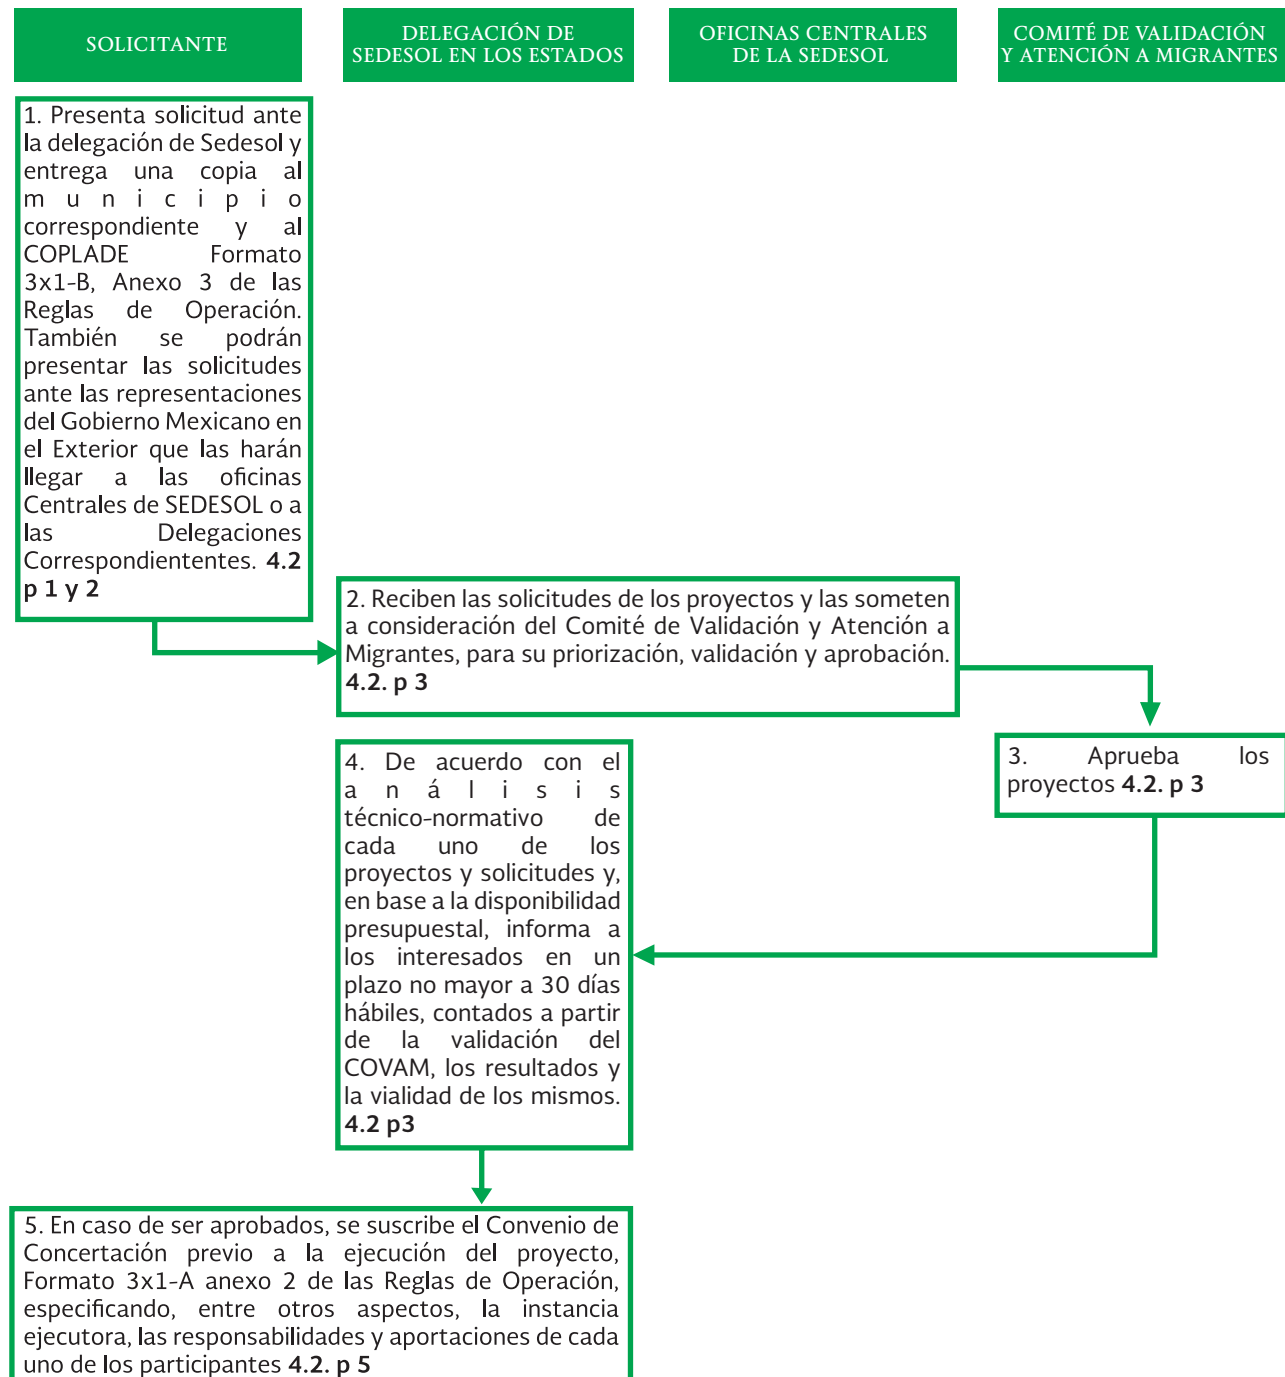 SOLICITANTE
DELEGACIÓN DE
SEDESOL EN LOS ESTADOS
OFICINAS CENTRALES
DE LA SEDESOL
COMITÉ DE VALIDACIÓN
Y ATENCIÓN A MIGRANTES
1. Presenta solicitud ante
la delegación de Sedesol y
entrega una copia al
municipio
correspondiente y al
COPLADE Formato
3x1-B, Anexo 3 de las
Reglas de Operación.
También se podrán
presentar las solicitudes
ante las representaciones
del Gobierno Mexicano en
el Exterior que las harán
llegar a las oficinas
Centrales de SEDESOL o a
las Delegaciones
Correspondiententes. 4.2
p 1 y 2
2. Reciben las solicitudes de los proyectos y las someten
a consideración del Comité de Validación y Atención a
Migrantes, para su priorización, validación y aprobación.
4.2. p 3
3. Aprueba los
proyectos 4.2. p 3
4. De acuerdo con el
análisis
técnico-normativo de
cada uno de los
proyectos y solicitudes y,
en base a la disponibilidad
presupuestal, informa a
los interesados en un
plazo no mayor a 30 días
hábiles, contados a partir
de la validación del
COVAM, los resultados y
la vialidad de los mismos.
4.2 p3
5. En caso de ser aprobados, se suscribe el Convenio de
Concertación previo a la ejecución del proyecto,
Formato 3x1-A anexo 2 de las Reglas de Operación,
especificando, entre otros aspectos, la instancia
ejecutora, las responsabilidades y aportaciones de cada
uno de los participantes 4.2. p 5